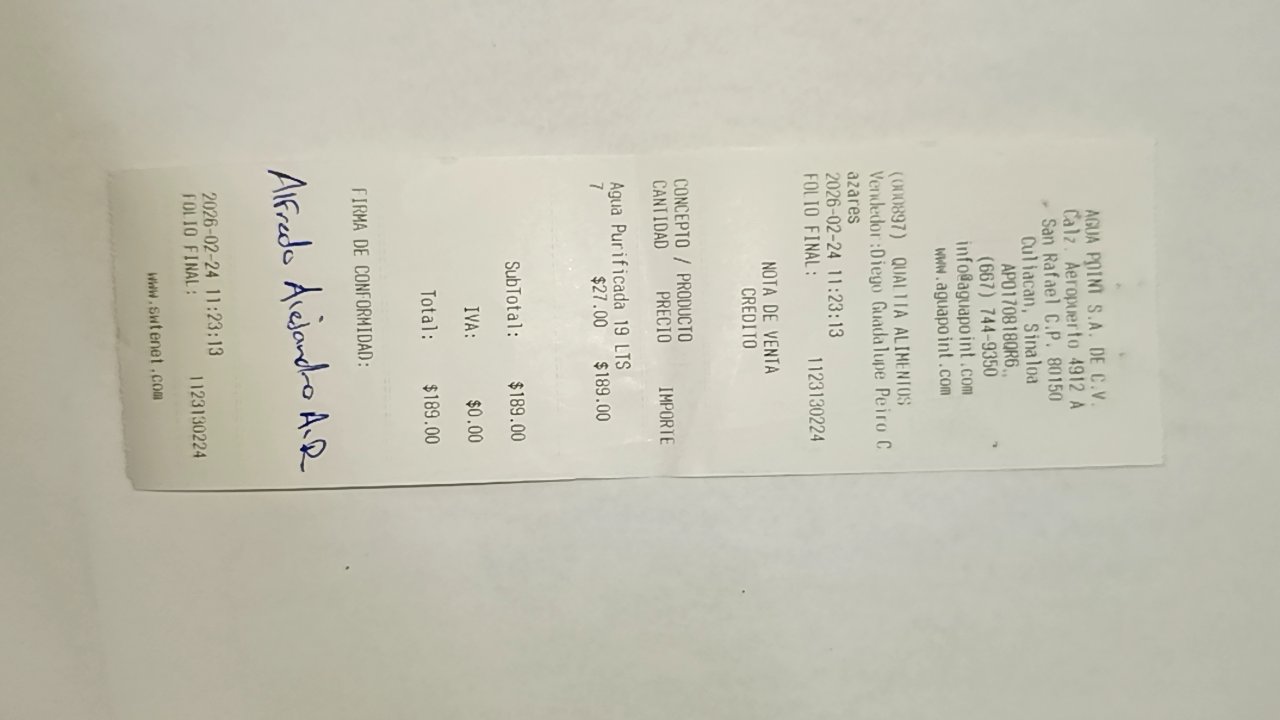 AGUA POINT S.A. DE C.V.
Calz. Aeropuerto 4912 A
San Rafael C.P. 80150
Culiacan, Sinaloa
APO170818QR6,
(667) 744-9350
info@aguapoint.com
www.aguapoint.com
(000897) QUALTIA ALIMENTOS
Vendedor:Diego Guadalupe Peiro C
azares
2026-02-24 11:23:13
FOLIO FINAL: 1123130224
NOTA DE VENTA
CREDITO
CONCEPTO / PRODUCTO
CANTIDAD PRECIO IMPORTE
Agua Purificada 19 LTS
7 $27.00 $189.00
SubTotal: $189.00
IVA: $0.00
Total: $189.00
FIRMA DE CONFORMIDAD:
Alfredo Alejandro A.R
2026-02-24 11:23:13
FOLIO FINAL: 1123130224
www.swtenet.com